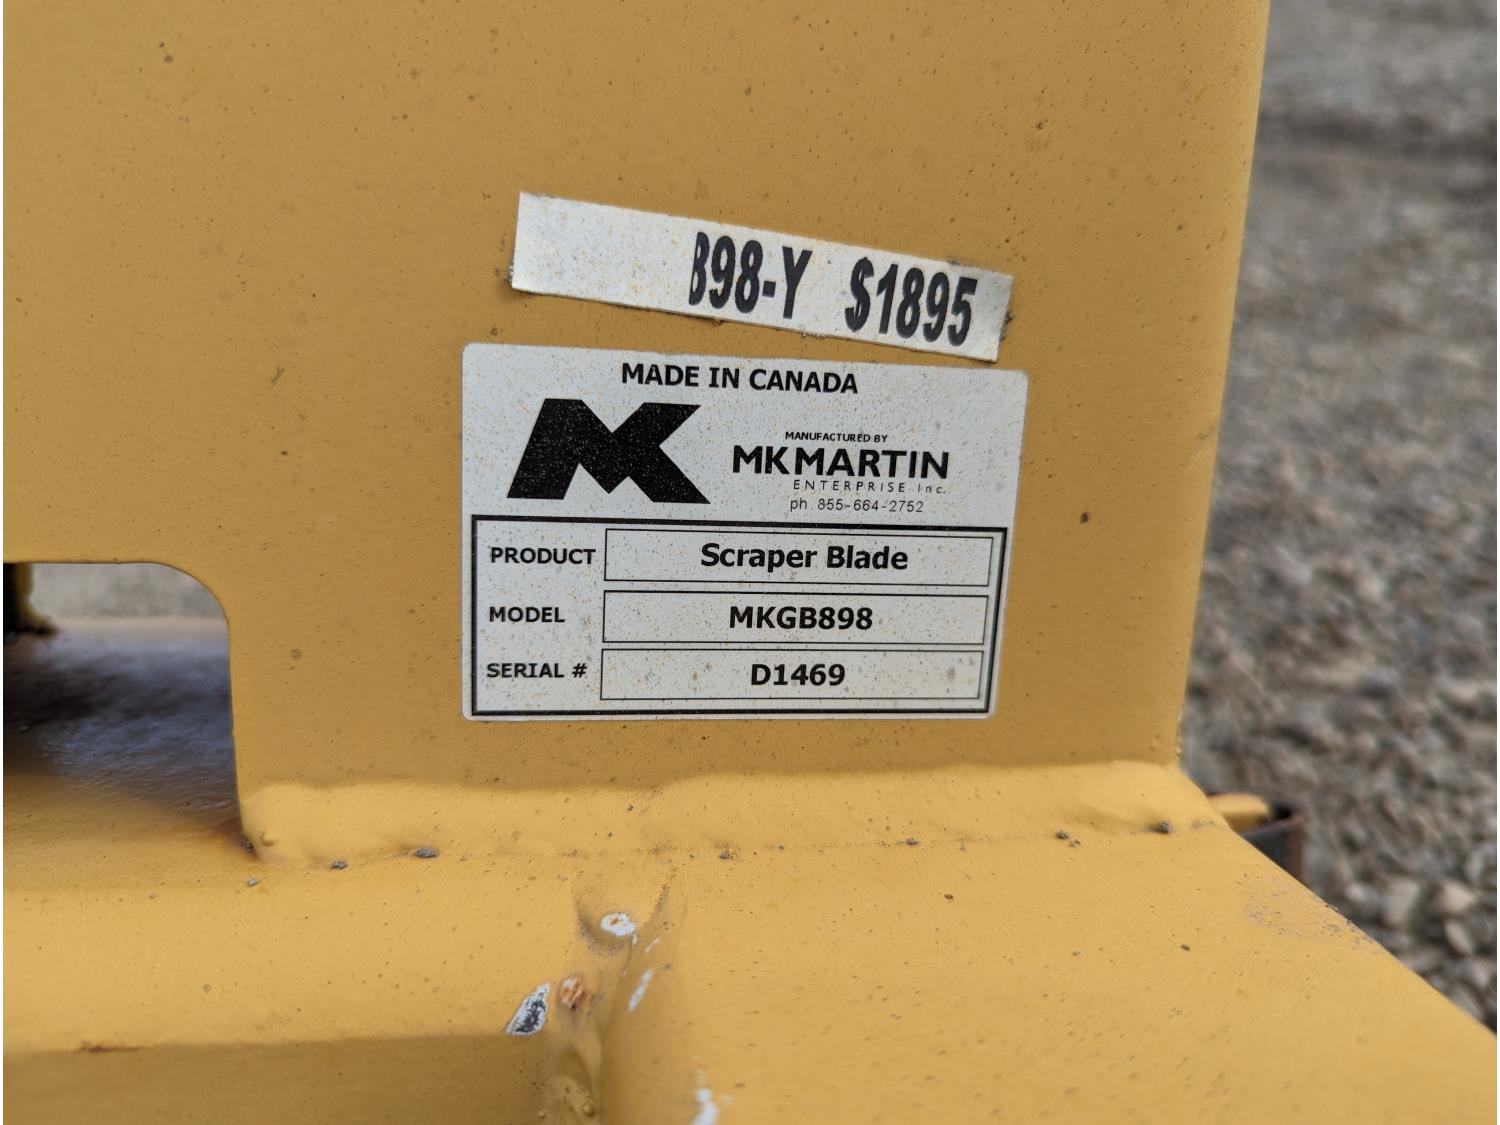 B98-Y $1895
MADE IN CANADA
MANUFACTURED BY
MK MARTIN
ENTERPRISE Inc.
ph. 855-664-2752
PRODUCT Scraper Blade
MODEL MKGB898
SERIAL # D1469